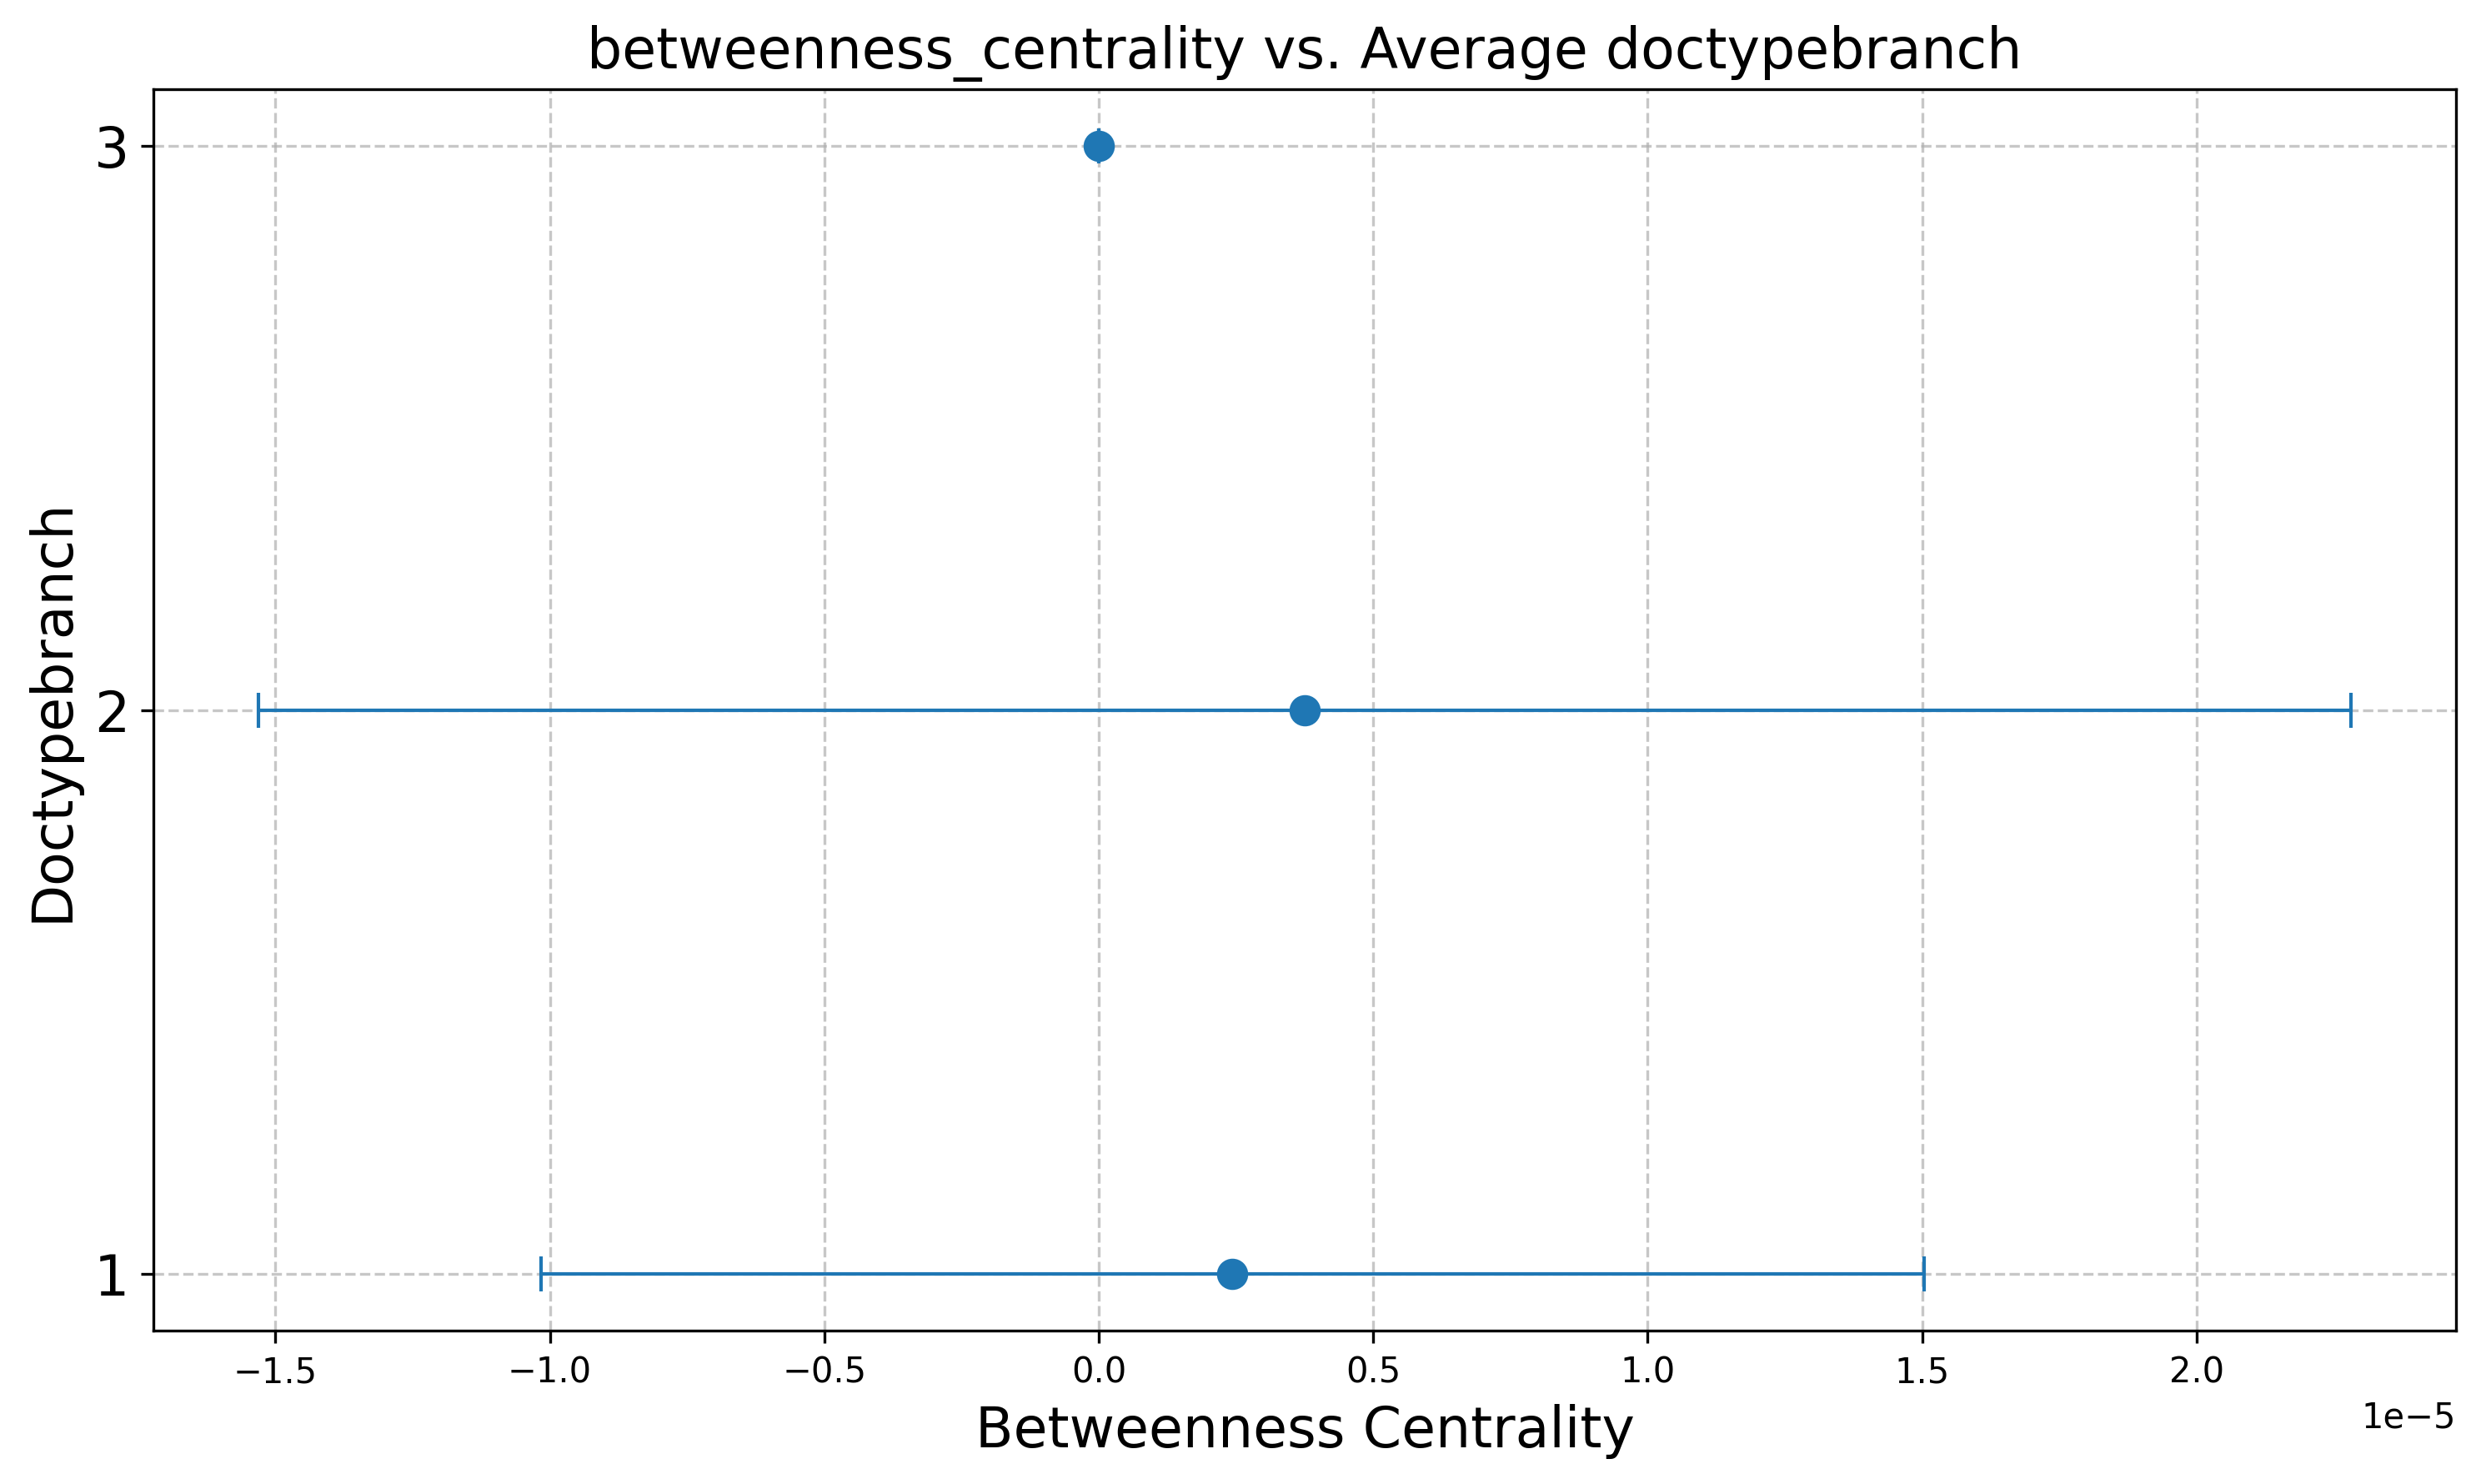 betweenness_centrality vs. Average doctypebranch
3
2
1
Doctypebranch
−1.5 −1.0 −0.5 0.0 0.5 1.0 1.5 2.0
1e−5
Betweenness Centrality